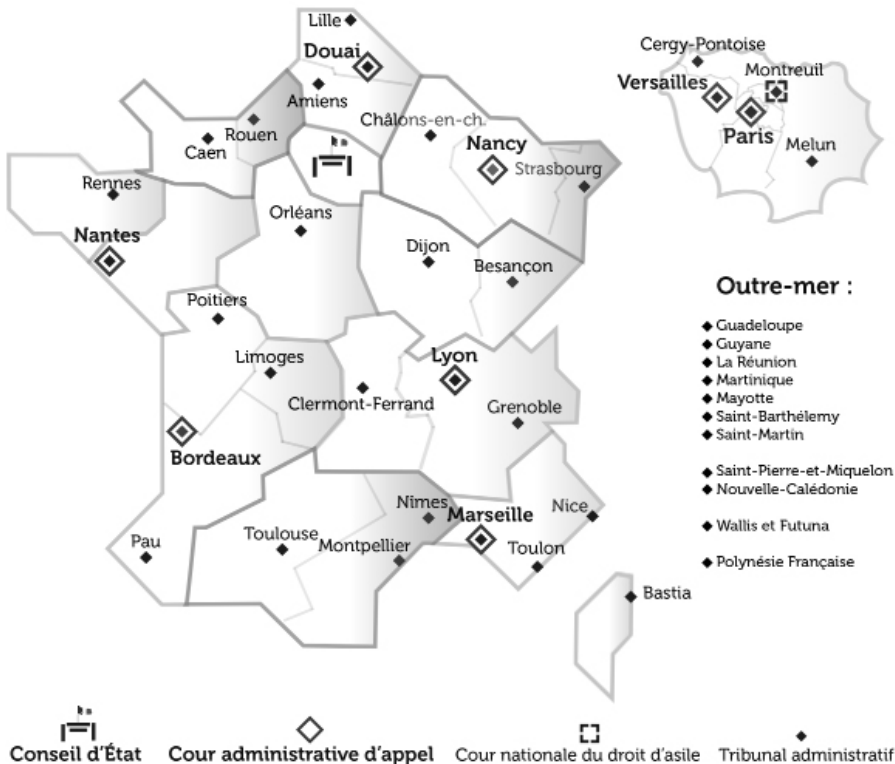 Lille
Douai
Amiens
Rouen
Caen
Châlons-en-ch.
Nancy
Strasbourg
Rennes
Nantes
Orléans
Dijon
Besançon
Poitiers
Limoges
Clermont-Ferrand
Lyon
Grenoble
Bordeaux
Pau
Toulouse
Nîmes
Montpellier
Marseille
Nice
Toulon
Bastia
Cergy-Pontoise
Versailles
Montreuil
Paris
Melun
Outre-mer :
Guadeloupe
Guyane
La Réunion
Martinique
Mayotte
Saint-Barthélemy
Saint-Martin
Saint-Pierre-et-Miquelon
Nouvelle-Calédonie
Wallis et Futuna
Polynésie Française
Conseil d'État Cour administrative d'appel Cour nationale du droit d'asile Tribunal administratif